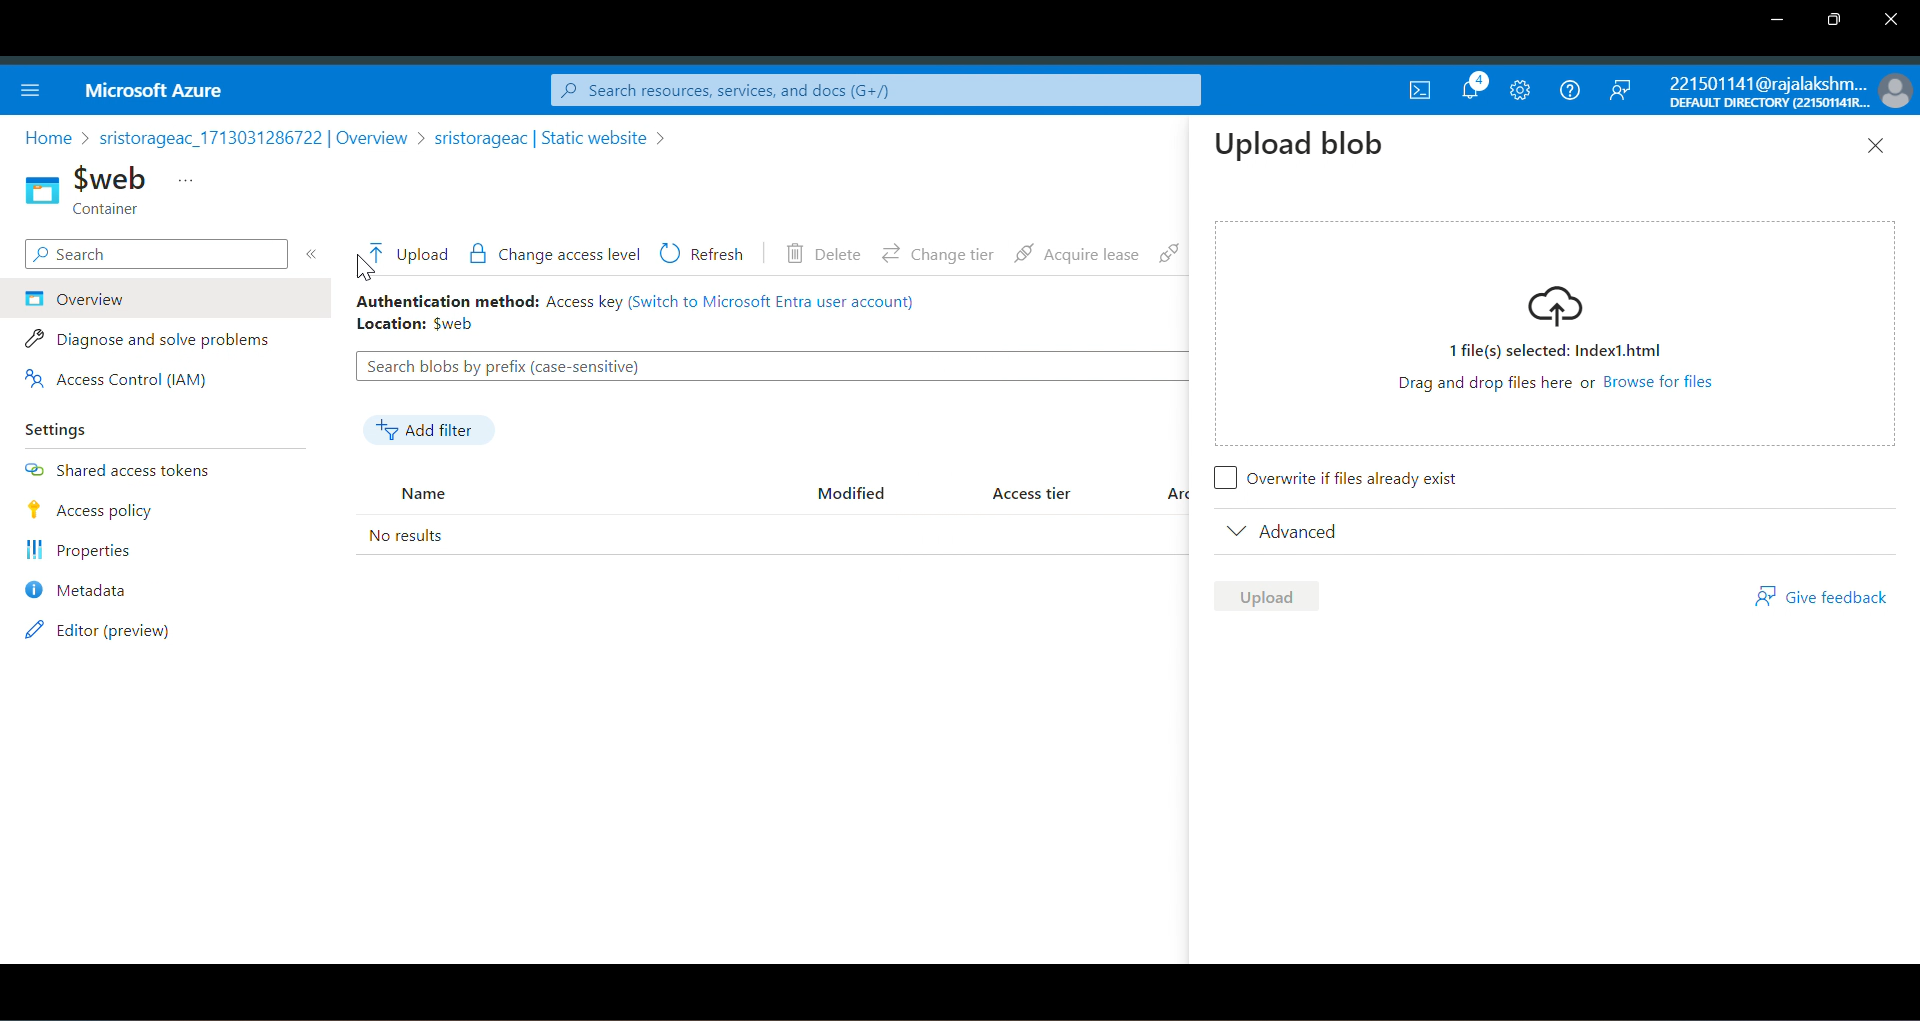 Microsoft Azure
Search resources, services, and docs (G+/)
4
221501141@rajalakshm...
DEFAULT DIRECTORY (221501141R...
Home > sristorageac_1713031286722 | Overview > sristorageac | Static website >
$web
...
Container
Search
«
Overview
Diagnose and solve problems
Access Control (IAM)
Settings
Shared access tokens
Access policy
Properties
Metadata
Editor (preview)
Upload Change access level Refresh Delete Change tier Acquire lease
Authentication method: Access key (Switch to Microsoft Entra user account)
Location: $web
Search blobs by prefix (case-sensitive)
Add filter
Name Modified Access tier Arc
No results
Upload blob
1 file(s) selected: Index1.html
Drag and drop files here or Browse for files
Overwrite if files already exist
Advanced
Upload
Give feedback